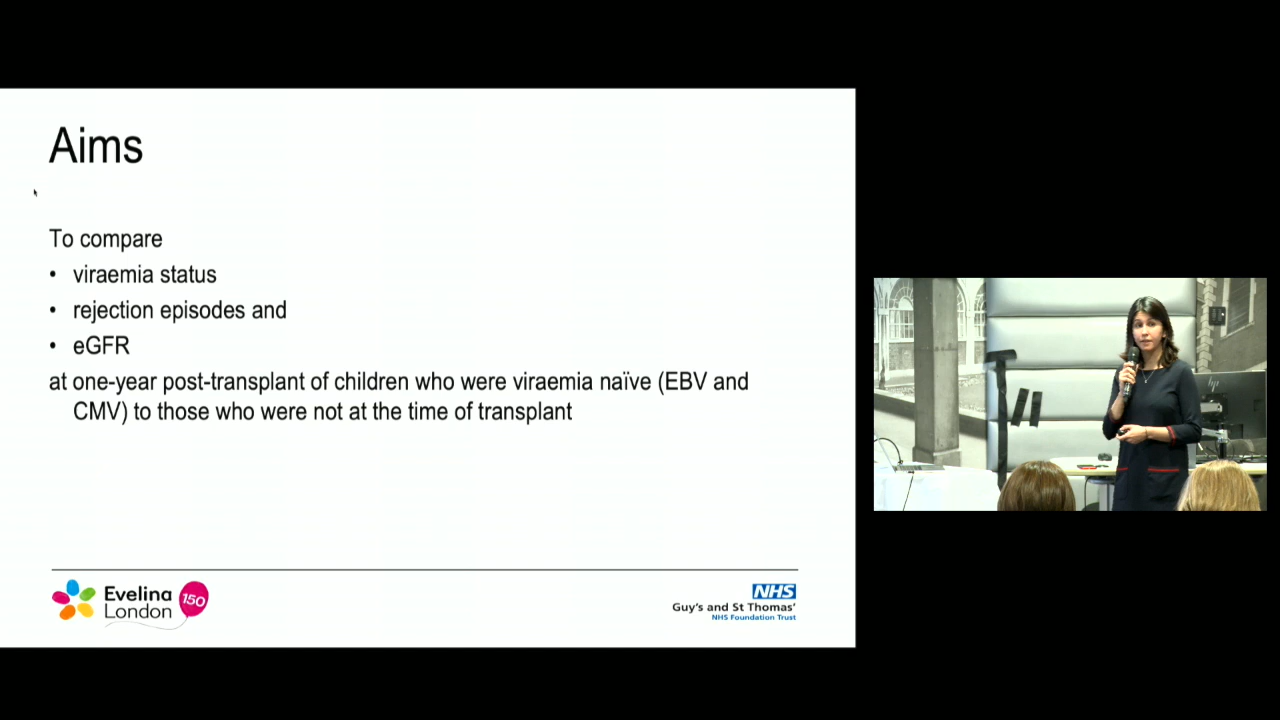 Aims
To compare
• viraemia status
• rejection episodes and
• eGFR
at one-year post-transplant of children who were viraemia naïve (EBV and
CMV) to those who were not at the time of transplant
Evelina
London
150
NHS
Guy's and St Thomas'
NHS Foundation Trust
hp